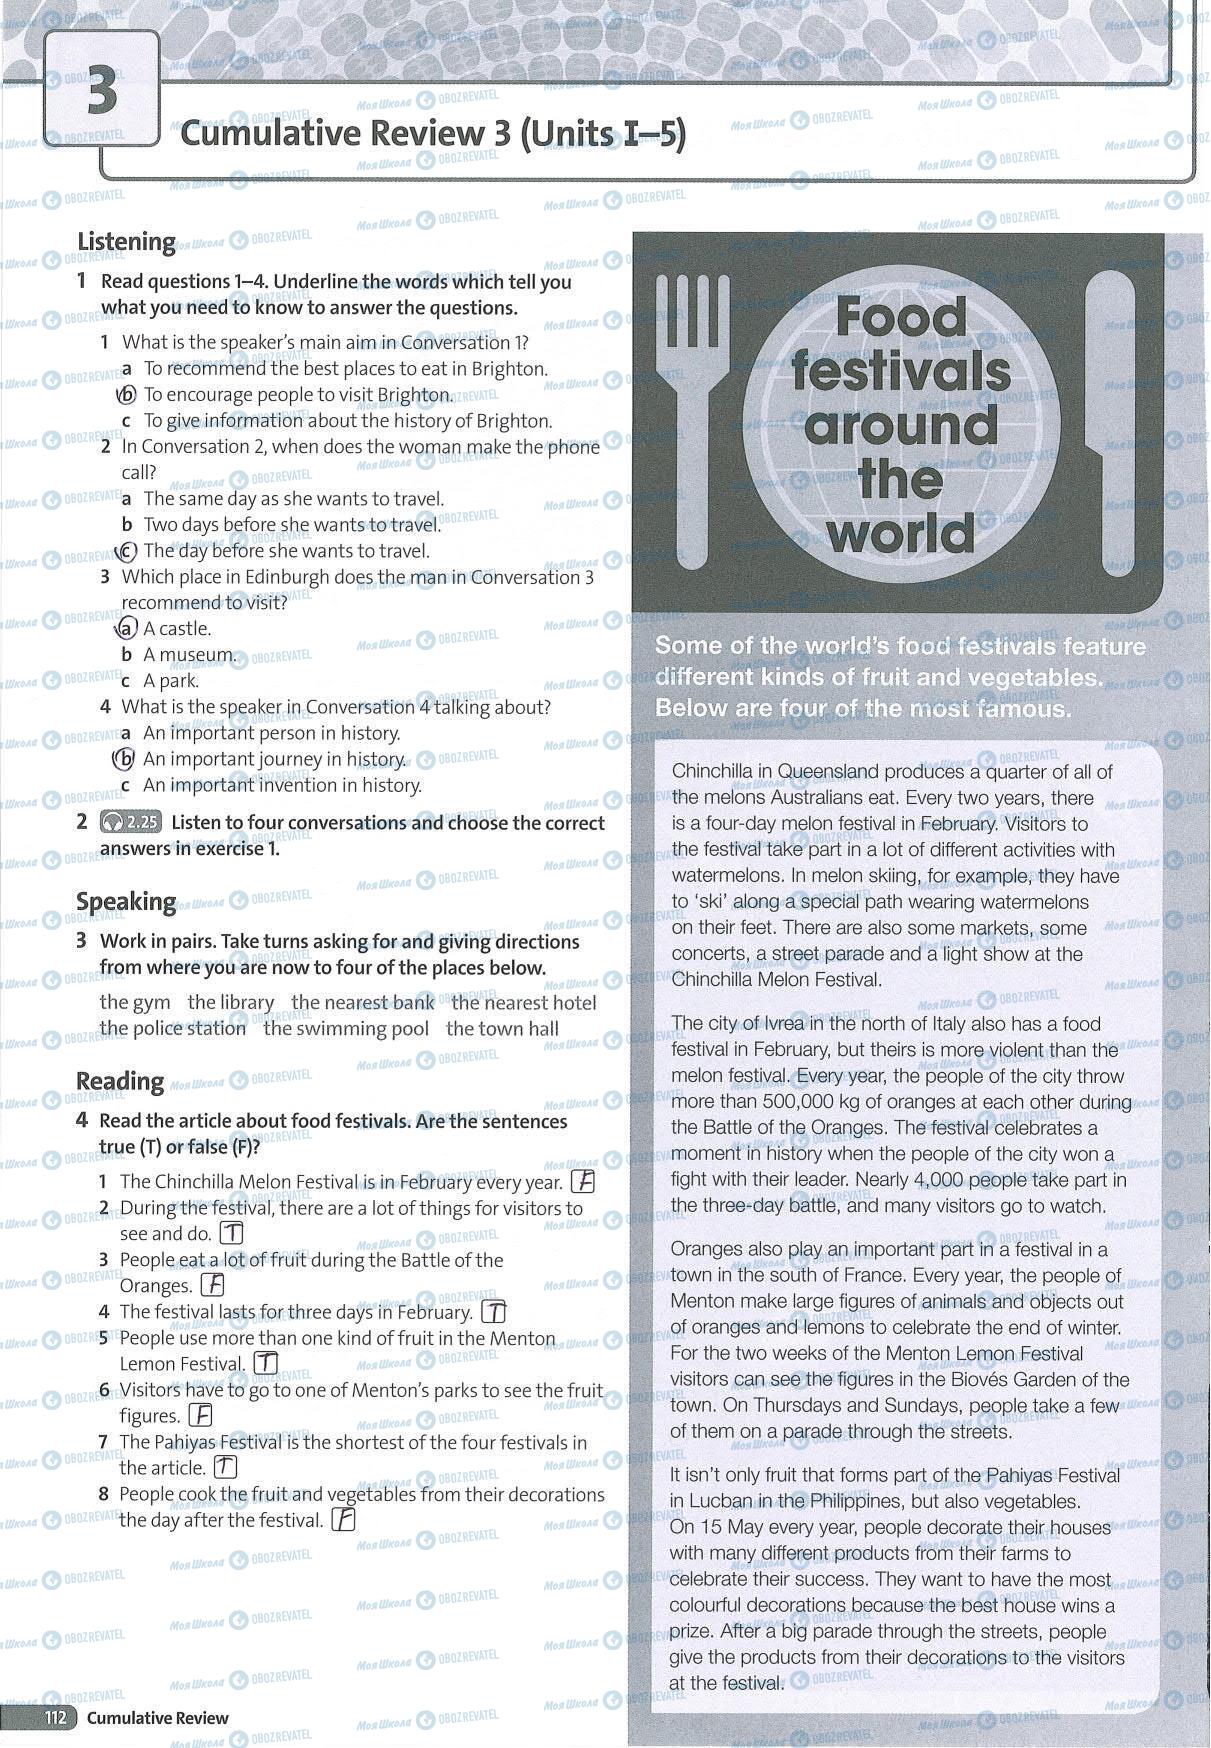 3
Cumulative Review 3 (Units I–5)
Listening
1 Read questions 1–4. Underline the words which tell you
what you need to know to answer the questions.
1 What is the speaker's main aim in Conversation 1?
a To recommend the best places to eat in Brighton.
b To encourage people to visit Brighton.
c To give information about the history of Brighton.
2 In Conversation 2, when does the woman make the phone
call?
a The same day as she wants to travel.
b Two days before she wants to travel.
c The day before she wants to travel.
3 Which place in Edinburgh does the man in Conversation 3
recommend to visit?
a A castle.
b A museum.
c A park.
4 What is the speaker in Conversation 4 talking about?
a An important person in history.
b An important journey in history.
c An important invention in history.
2 2.25 Listen to four conversations and choose the correct
answers in exercise 1.
Speaking
3 Work in pairs. Take turns asking for and giving directions
from where you are now to four of the places below.
the gym the library the nearest bank the nearest hotel
the police station the swimming pool the town hall
Reading
4 Read the article about food festivals. Are the sentences
true (T) or false (F)?
1 The Chinchilla Melon Festival is in February every year. F
2 During the festival, there are a lot of things for visitors to
see and do. T
3 People eat a lot of fruit during the Battle of the
Oranges. F
4 The festival lasts for three days in February. T
5 People use more than one kind of fruit in the Menton
Lemon Festival. T
6 Visitors have to go to one of Menton's parks to see the fruit
figures. F
7 The Pahiyas Festival is the shortest of the four festivals in
the article. T
8 People cook the fruit and vegetables from their decorations
the day after the festival. F
Food
festivals
around
the
world
Some of the world's food festivals feature
different kinds of fruit and vegetables.
Below are four of the most famous.
Chinchilla in Queensland produces a quarter of all of
the melons Australians eat. Every two years, there
is a four-day melon festival in February. Visitors to
the festival take part in a lot of different activities with
watermelons. In melon skiing, for example, they have
to 'ski' along a special path wearing watermelons
on their feet. There are also some markets, some
concerts, a street parade and a light show at the
Chinchilla Melon Festival.
The city of Ivrea in the north of Italy also has a food
festival in February, but theirs is more violent than the
melon festival. Every year, the people of the city throw
more than 500,000 kg of oranges at each other during
the Battle of the Oranges. The festival celebrates a
moment in history when the people of the city won a
fight with their leader. Nearly 4,000 people take part in
the three-day battle, and many visitors go to watch.
Oranges also play an important part in a festival in a
town in the south of France. Every year, the people of
Menton make large figures of animals and objects out
of oranges and lemons to celebrate the end of winter.
For the two weeks of the Menton Lemon Festival
visitors can see the figures in the Biovés Garden of the
town. On Thursdays and Sundays, people take a few
of them on a parade through the streets.
It isn't only fruit that forms part of the Pahiyas Festival
in Lucban in the Philippines, but also vegetables.
On 15 May every year, people decorate their houses
with many different products from their farms to
celebrate their success. They want to have the most
colourful decorations because the best house wins a
prize. After a big parade through the streets, people
give the products from their decorations to the visitors
at the festival.
112 Cumulative Review
Моя Школа OBOZREVATEL